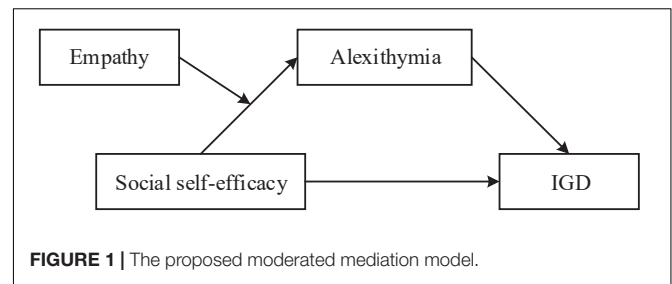 Empathy
Alexithymia
Social self-efficacy
IGD
FIGURE 1 | The proposed moderated mediation model.